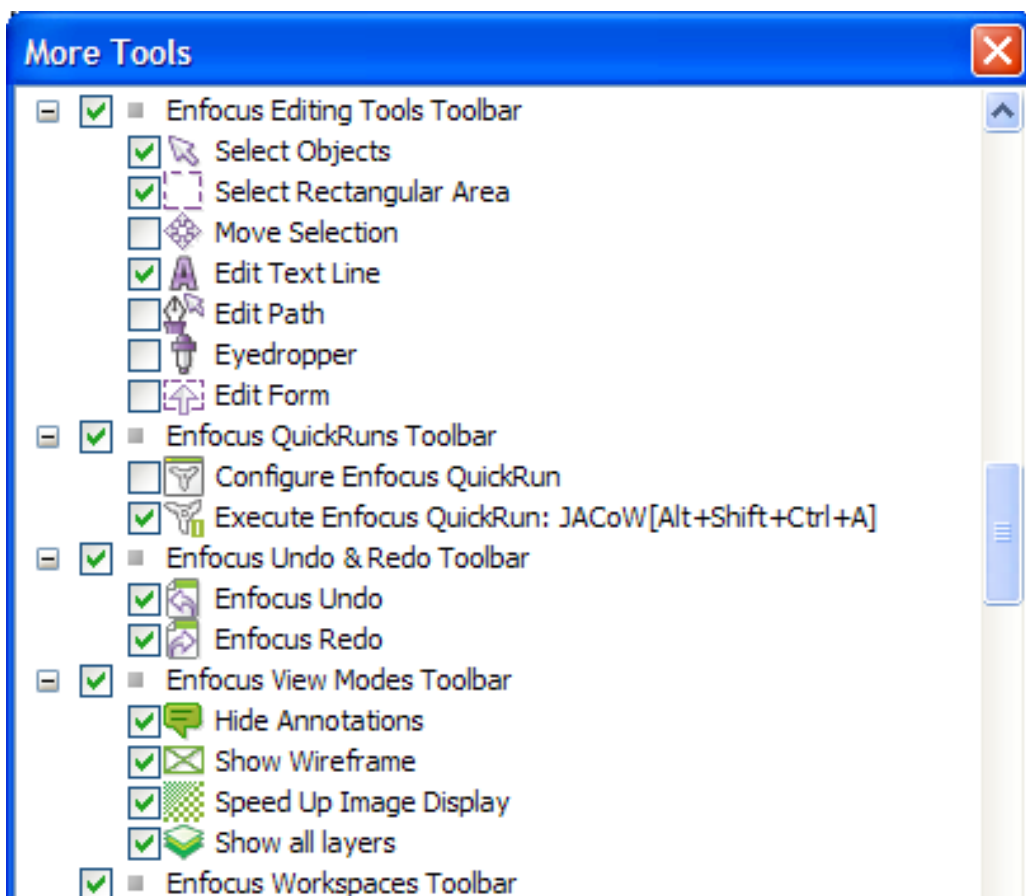 More Tools
Enfocus Editing Tools Toolbar
Select Objects
Select Rectangular Area
Move Selection
Edit Text Line
Edit Path
Eyedropper
Edit Form
Enfocus QuickRuns Toolbar
Configure Enfocus QuickRun
Execute Enfocus QuickRun: JACoW[Alt+Shift+Ctrl+A]
Enfocus Undo & Redo Toolbar
Enfocus Undo
Enfocus Redo
Enfocus View Modes Toolbar
Hide Annotations
Show Wireframe
Speed Up Image Display
Show all layers
Enfocus Workspaces Toolbar